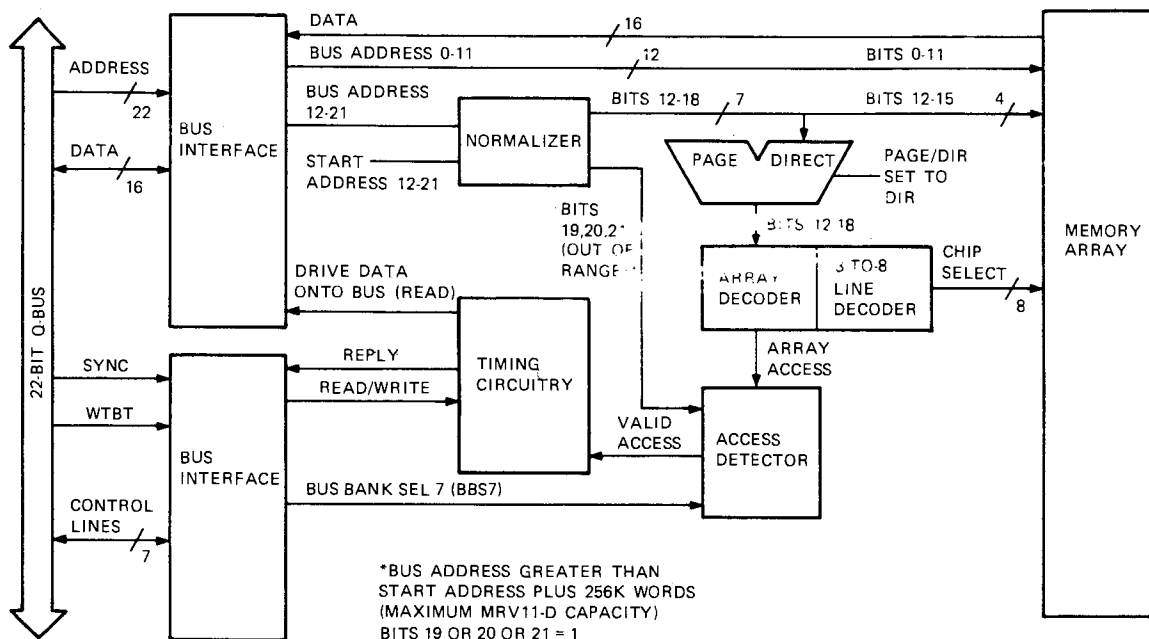 22-BIT Q-BUS
ADDRESS
22
DATA
16
BUS
INTERFACE
DATA
16
BUS ADDRESS 0-11
12
BITS 0-11
BUS ADDRESS
12-21
START
ADDRESS 12-21
NORMALIZER
BITS 12-18
7
BITS 12-15
4
PAGE
DIRECT
PAGE/DIR
SET TO
DIR
BITS 12-18
BITS
19,20,21
(OUT OF
RANGE
ARRAY
DECODER
3-TO-8
LINE
DECODER
CHIP
SELECT
8
MEMORY
ARRAY
DRIVE DATA
ONTO BUS (READ)
REPLY
READ/WRITE
TIMING
CIRCUITRY
ARRAY
ACCESS
VALID
ACCESS
ACCESS
DETECTOR
SYNC
WTBT
CONTROL
LINES
7
BUS
INTERFACE
BUS BANK SEL 7 (BBS7)
*BUS ADDRESS GREATER THAN
START ADDRESS PLUS 256K WORDS
(MAXIMUM MRV11-D CAPACITY)
BITS 19 OR 20 OR 21 = 1